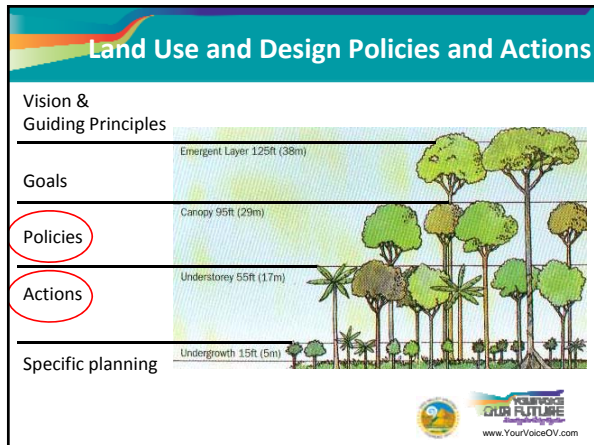 Land Use and Design Policies and Actions
Vision &
Guiding Principles
Emergent Layer 125ft (38m)
Goals
Canopy 95ft (29m)
Policies
Understorey 55ft (17m)
Actions
Undergrowth 15ft (5m)
Specific planning
YOUR VOICE
OUR FUTURE
www.YourVoiceOV.com